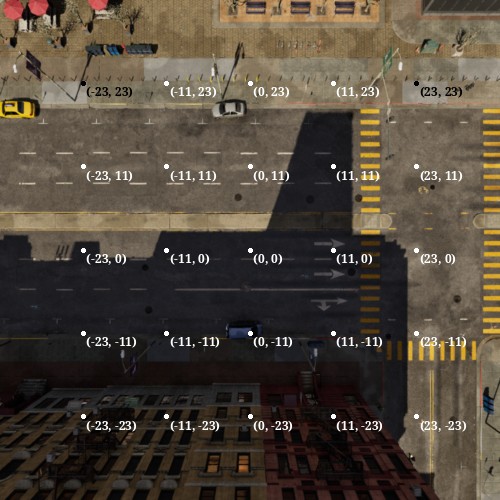 (-23, 23) (-11, 23) (0, 23) (11, 23) (23, 23)
(-23, 11) (-11, 11) (0, 11) (11, 11) (23, 11)
(-23, 0) (-11, 0) (0, 0) (11, 0) (23, 0)
(-23, -11) (-11, -11) (0, -11) (11, -11) (23, -11)
(-23, -23) (-11, -23) (0, -23) (11, -23) (23, -23)